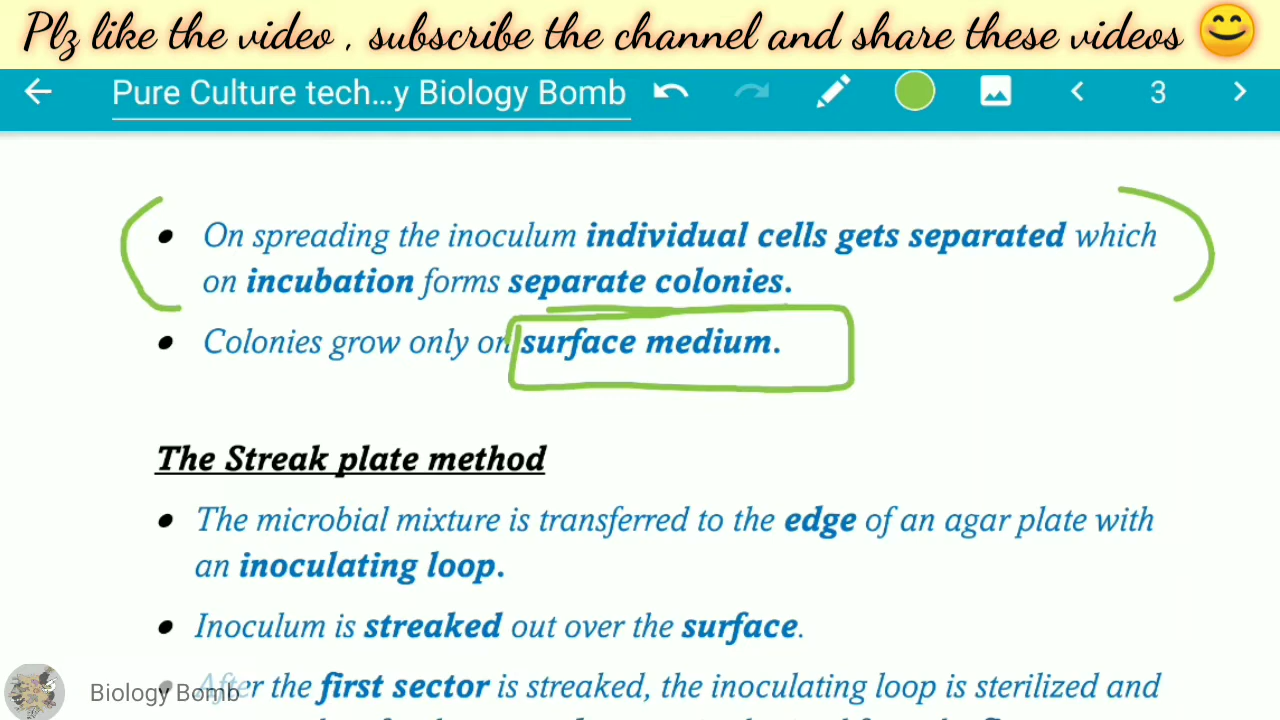 Plz like the video , subscribe the channel and share these videos 😊
Pure Culture tech...y Biology Bomb
3
On spreading the inoculum individual cells gets separated which
on incubation forms separate colonies.
Colonies grow only on surface medium.
The Streak plate method
The microbial mixture is transferred to the edge of an agar plate with
an inoculating loop.
Inoculum is streaked out over the surface.
After the first sector is streaked, the inoculating loop is sterilized and
Biology Bomb